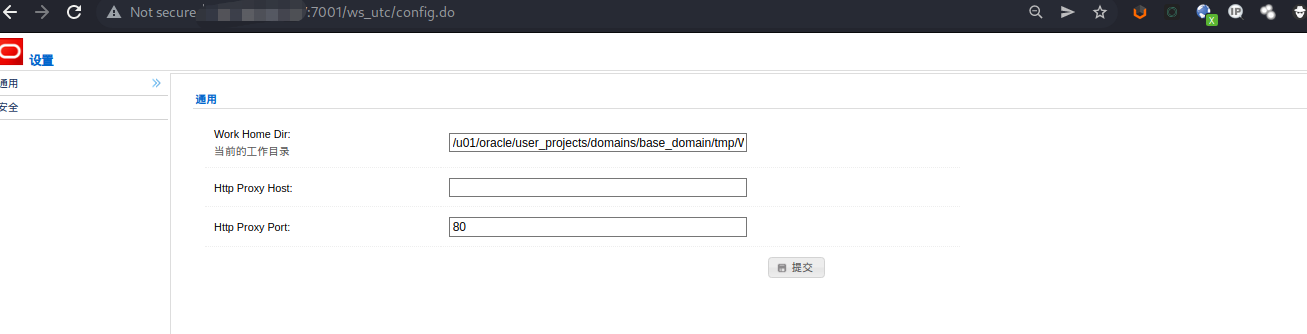 Not secure :7001/ws_utc/config.do
X
IP
设置
通用
安全
通用
Work Home Dir:
/u01/oracle/user_projects/domains/base_domain/tmp/
当前的工作目录
Http Proxy Host:
Http Proxy Port:
80
提交